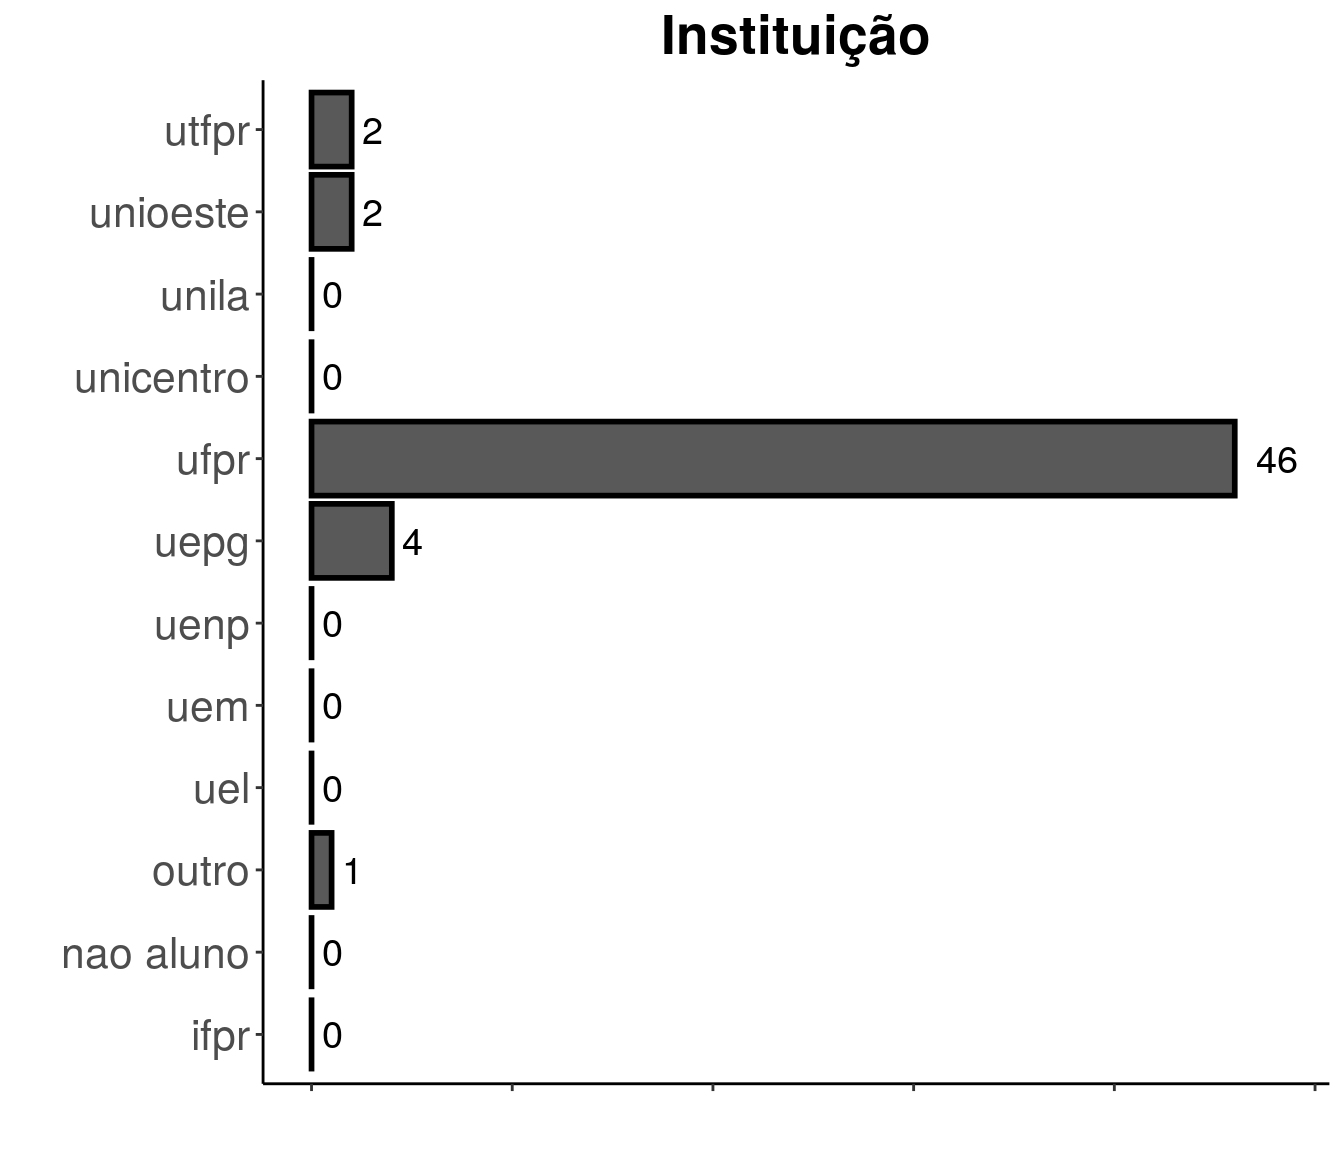 Instituição
utfpr 2
unioeste 2
unila 0
unicentro 0
ufpr 46
uepg 4
uenp 0
uem 0
uel 0
outro 1
nao aluno 0
ifpr 0